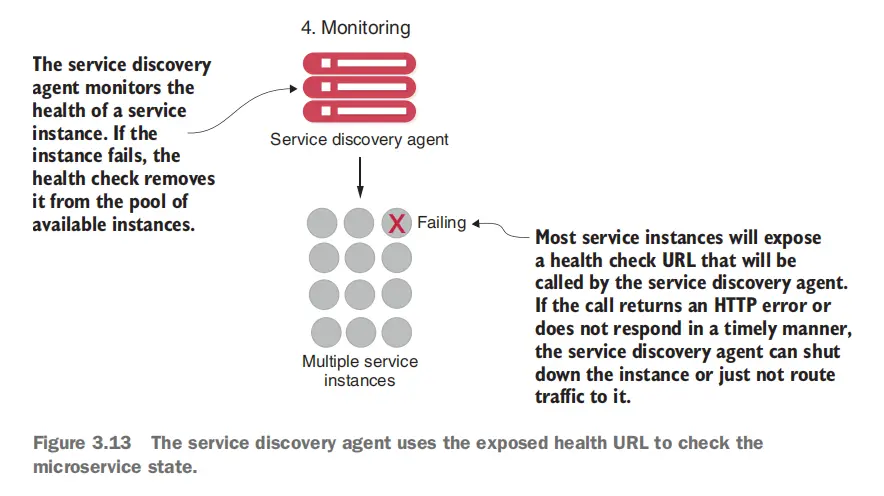 4. Monitoring
The service discovery
agent monitors the
health of a service
instance. If the
instance fails, the
health check removes
it from the pool of
available instances.
Service discovery agent
X
Failing
Most service instances will expose
a health check URL that will be
called by the service discovery agent.
If the call returns an HTTP error or
does not respond in a timely manner,
the service discovery agent can shut
down the instance or just not route
traffic to it.
Multiple service
instances
Figure 3.13 The service discovery agent uses the exposed health URL to check the
microservice state.